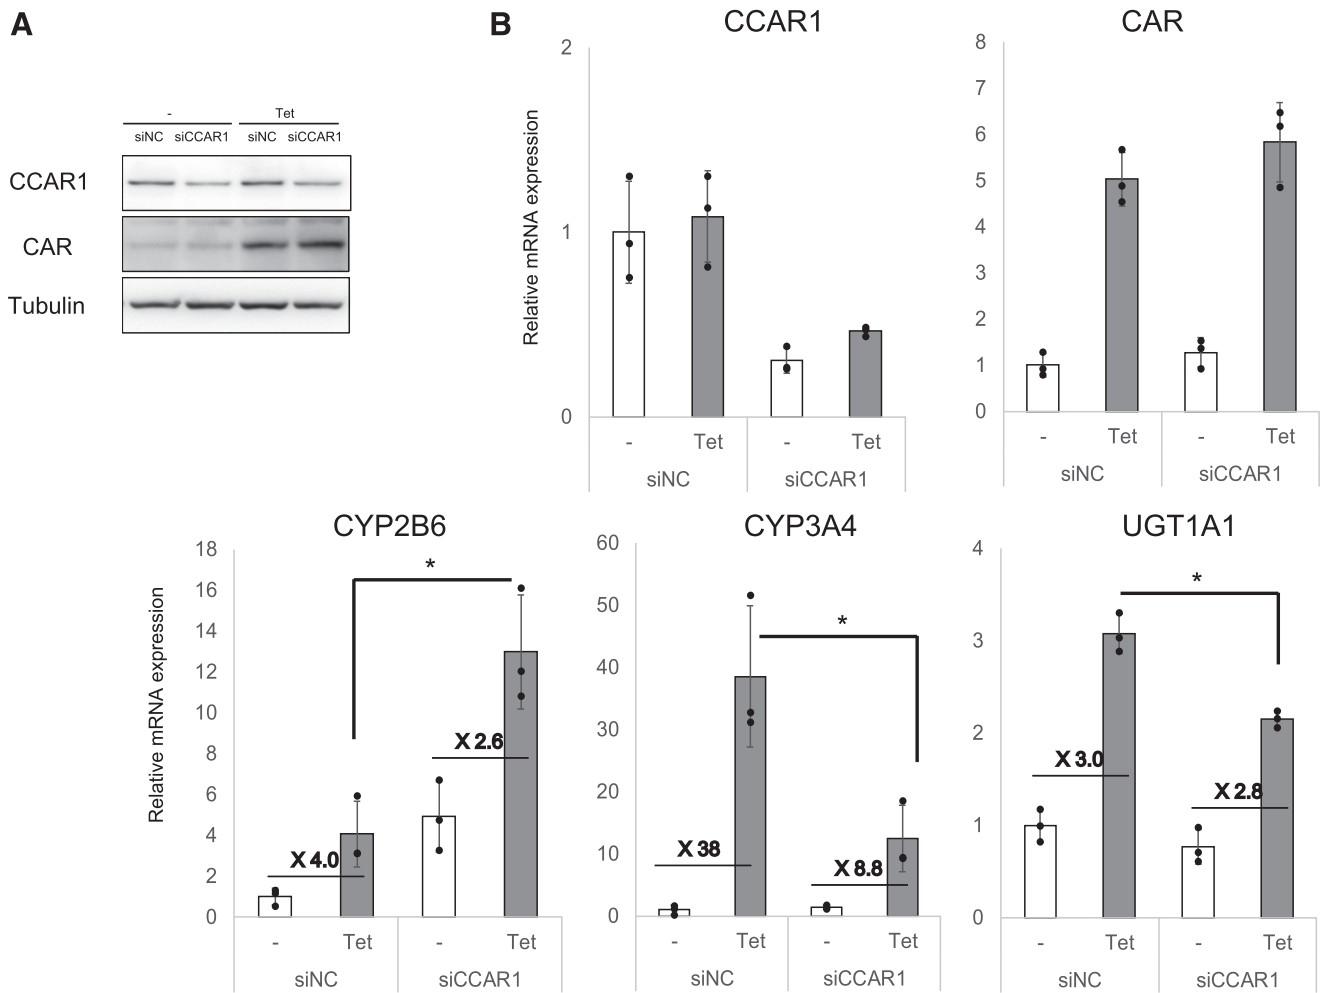 A
-
Tet
siNC siCCAR1 siNC siCCAR1
CCAR1
CAR
Tubulin
B
CCAR1
Relative mRNA expression
2
1
0
- Tet - Tet
siNC siCCAR1
CAR
8
7
6
5
4
3
2
1
0
- Tet - Tet
siNC siCCAR1
CYP2B6
Relative mRNA expression
18
16
14
12
10
8
6
4
2
0
*
X 2.6
X 4.0
- Tet - Tet
siNC siCCAR1
CYP3A4
60
50
40
30
20
10
0
*
X 38
X 8.8
- Tet - Tet
siNC siCCAR1
UGT1A1
4
3
2
1
0
*
X 3.0
X 2.8
- Tet - Tet
siNC siCCAR1